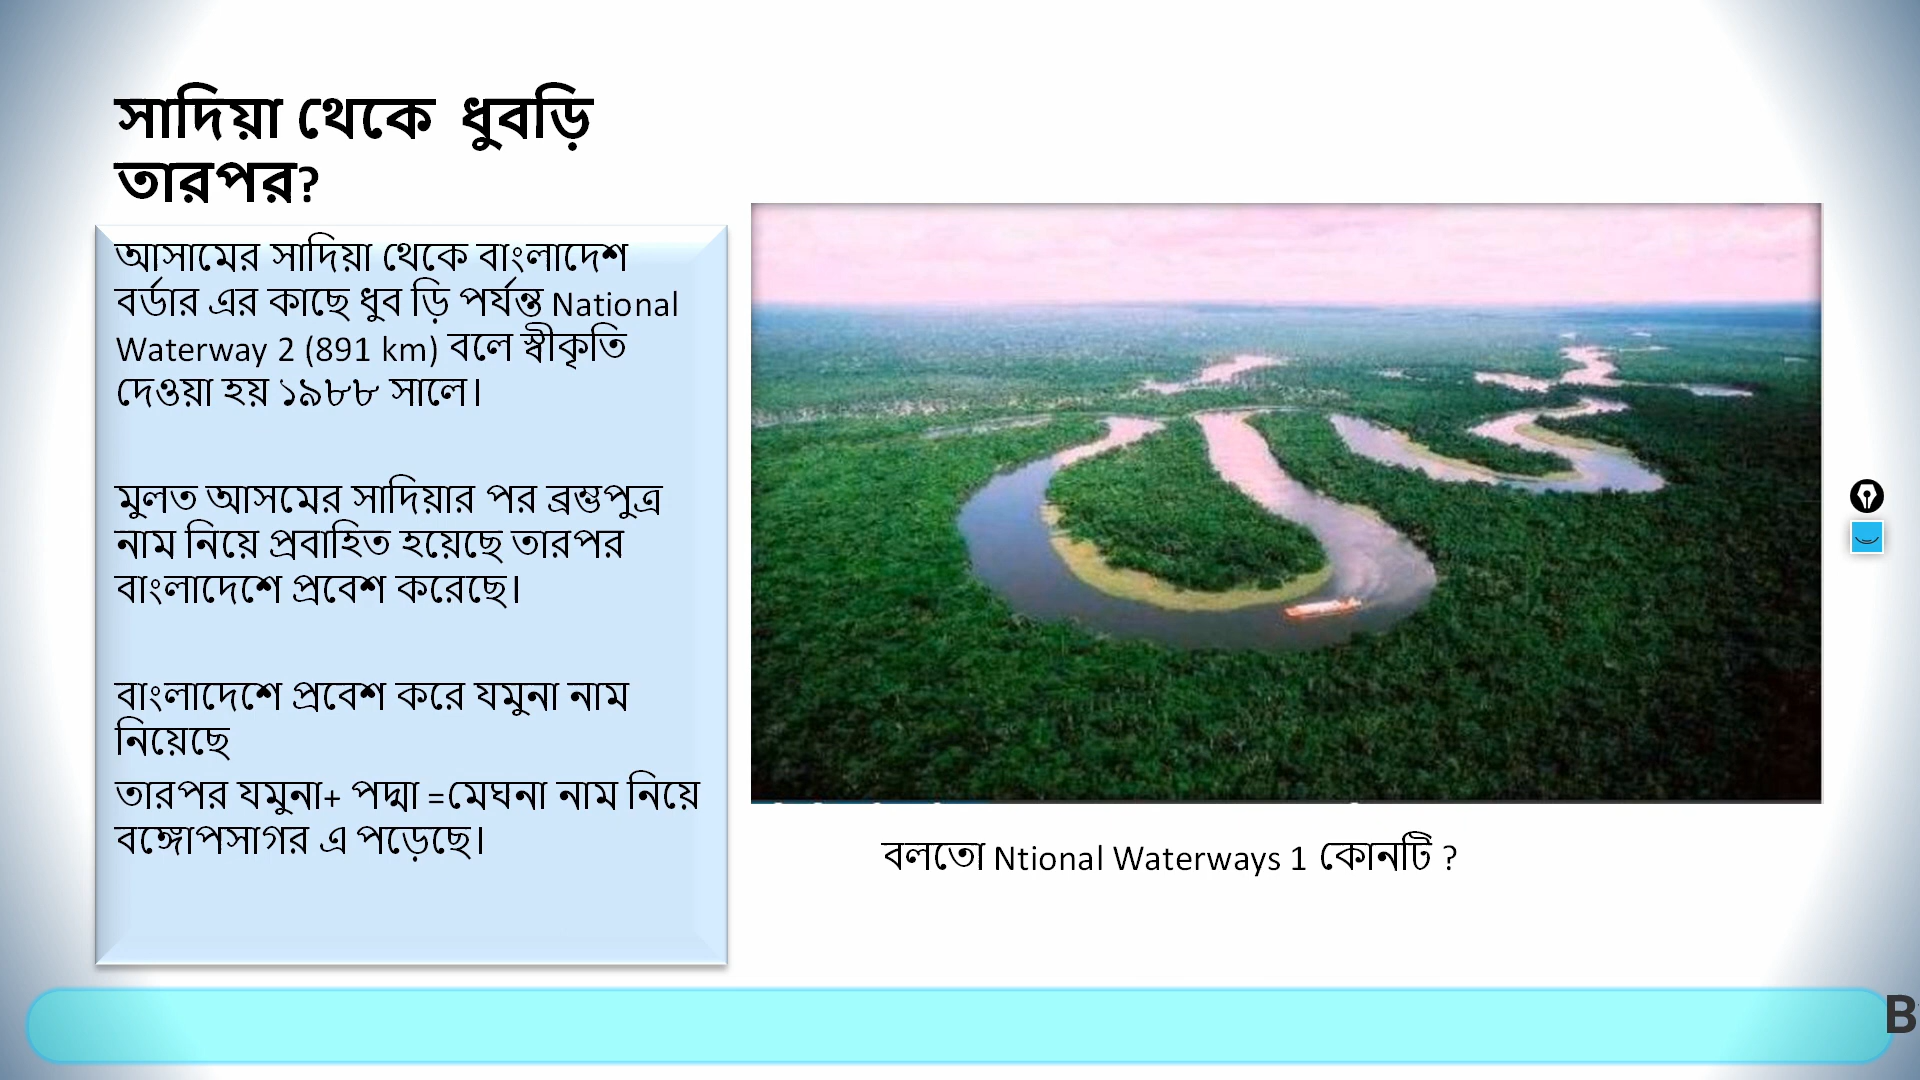 সাদিয়া থেকে ধুবড়ি
তারপর?
আসামের সাদিয়া থেকে বাংলাদেশ
বর্ডার এর কাছে ধুব ড়ি পর্যন্ত National
Waterway 2 (891 km) বলে স্বীকৃতি
দেওয়া হয় ১৯৮৮ সালে।
মুলত আসমের সাদিয়ার পর ব্রম্ভপুত্র
নাম নিয়ে প্রবাহিত হয়েছে তারপর
বাংলাদেশে প্রবেশ করেছে।
বাংলাদেশে প্রবেশ করে যমুনা নাম
নিয়েছে
তারপর যমুনা+ পদ্মা =মেঘনা নাম নিয়ে
বঙ্গোপসাগর এ পড়েছে।
বলতো Ntional Waterways 1 কোনটি ?
B